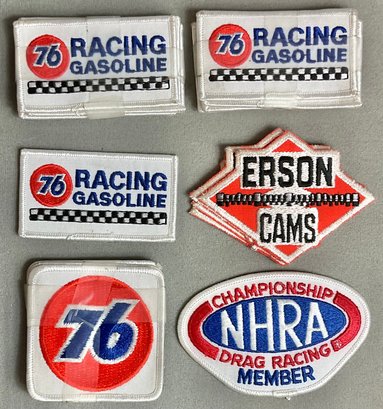 76 RACING
GASOLINE
76 RACING
GASOLINE
76 RACING
GASOLINE
ERSON
CAMS
76
CHAMPIONSHIP
NHRA
DRAG RACING
MEMBER